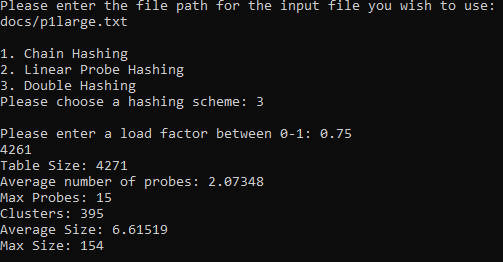 Please enter the file path for the input file you wish to use:
docs/p1large.txt
1. Chain Hashing
2. Linear Probe Hashing
3. Double Hashing
Please choose a hashing scheme: 3
Please enter a load factor between 0-1: 0.75
4261
Table Size: 4271
Average number of probes: 2.07348
Max Probes: 15
Clusters: 395
Average Size: 6.61519
Max Size: 154